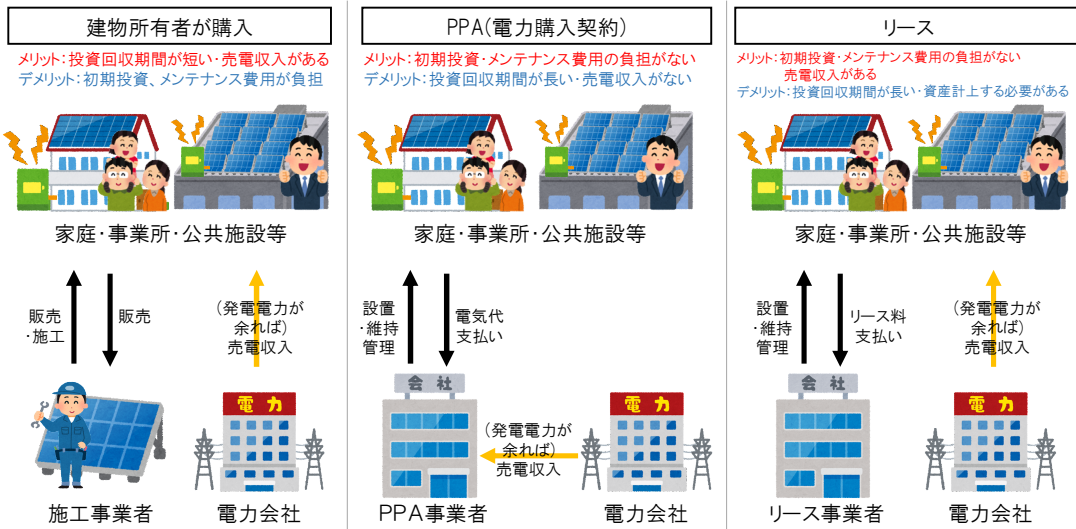 建物所有者が購入
メリット:投資回収期間が短い・売電収入がある
デメリット:初期投資、メンテナンス費用が負担
家庭・事業所・公共施設等
販売
・施工
販売
(発電電力が
余れば)
売電収入
電力
施工事業者
電力会社
PPA(電力購入契約)
メリット:初期投資・メンテナンス費用の負担がない
デメリット:投資回収期間が長い・売電収入がない
家庭・事業所・公共施設等
設置
・維持
管理
電気代
支払い
会社
(発電電力が
余れば)
売電収入
電力
PPA事業者
電力会社
リース
メリット:初期投資・メンテナンス費用の負担がない
売電収入がある
デメリット:投資回収期間が長い・資産計上する必要がある
家庭・事業所・公共施設等
設置
・維持
管理
リース料
支払い
(発電電力が
余れば)
売電収入
会社
電力
リース事業者
電力会社